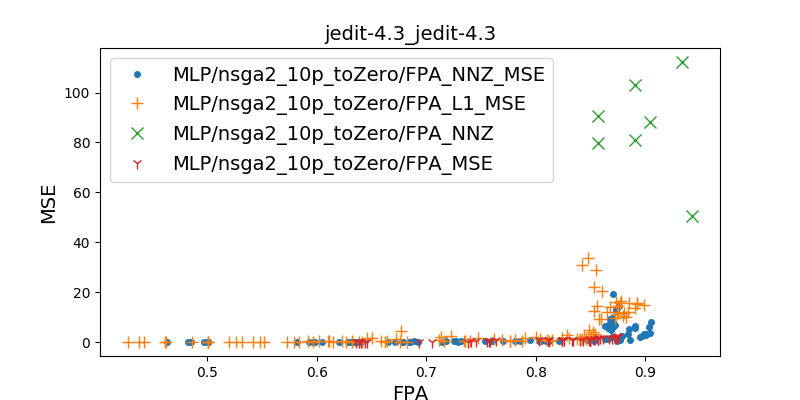 jedit-4.3_jedit-4.3
MLP/nsga2_10p_toZero/FPA_NNZ_MSE
MLP/nsga2_10p_toZero/FPA_L1_MSE
MLP/nsga2_10p_toZero/FPA_NNZ
MLP/nsga2_10p_toZero/FPA_MSE
MSE
100
80
60
40
20
0
0.5 0.6 0.7 0.8 0.9
FPA